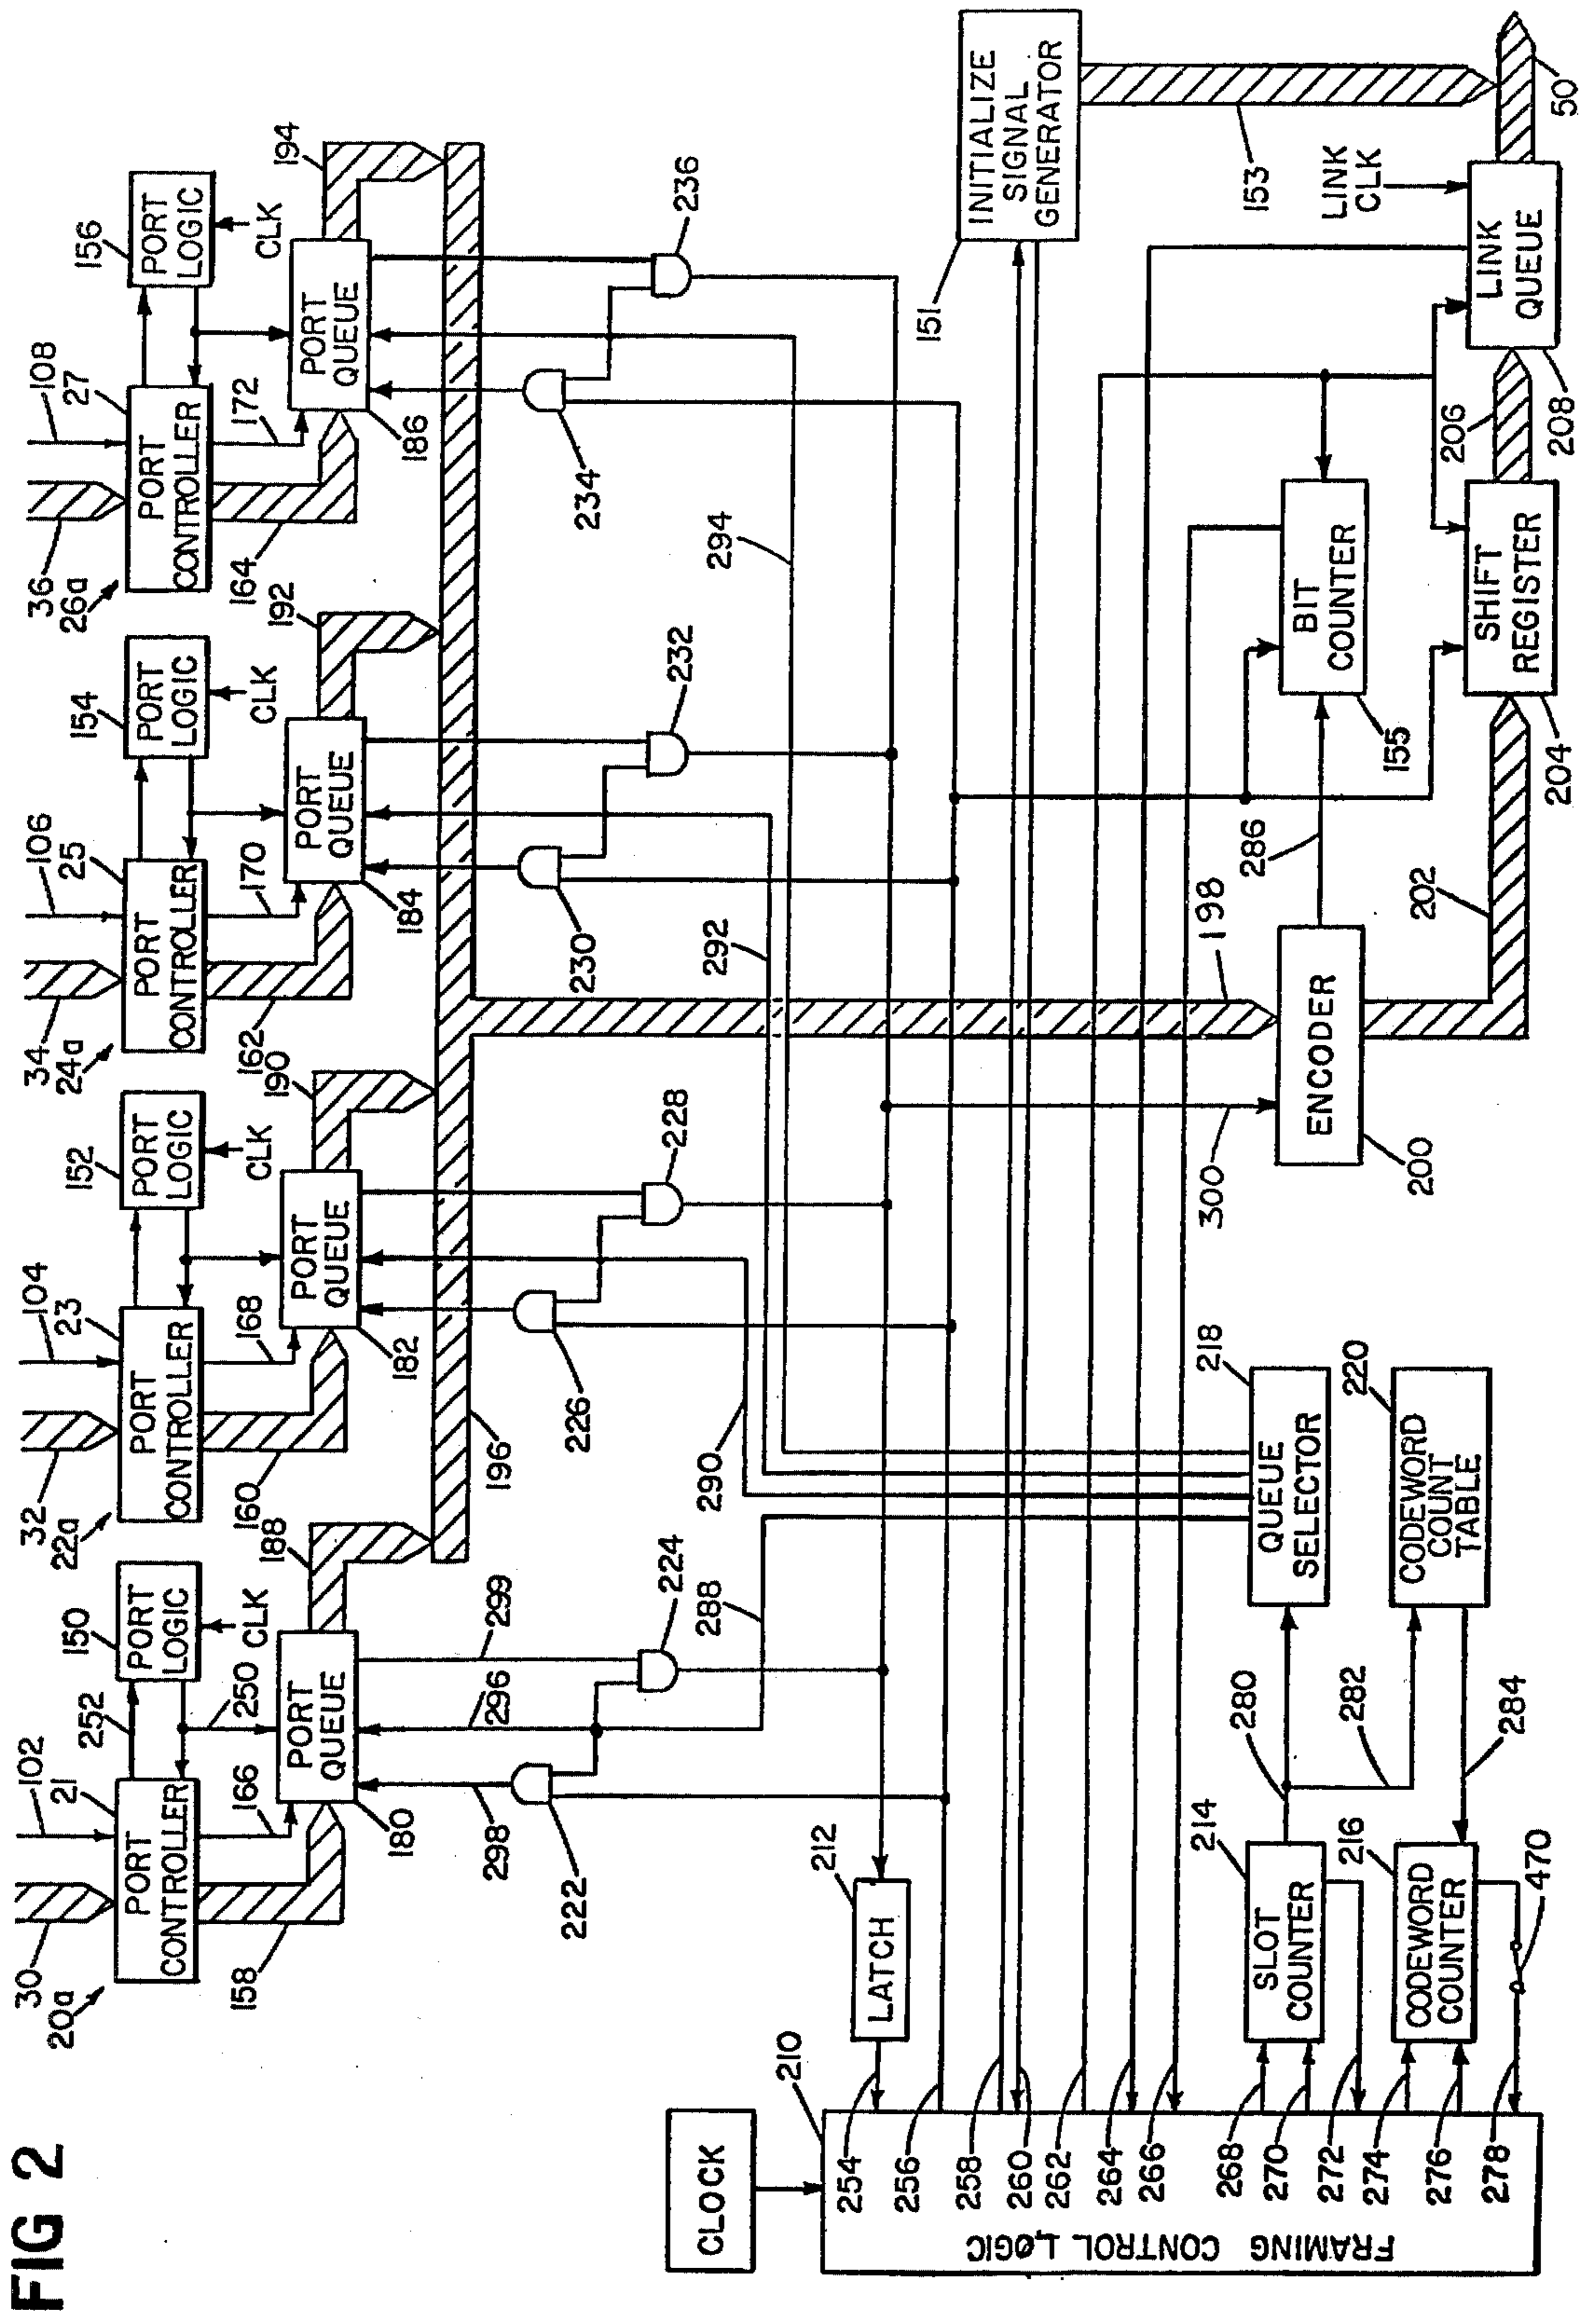 FIG 2
30
20a
102
21
PORT
CONTROLLER
252
150
PORT
LOGIC
CLK
250
166
158
PORT
QUEUE
180
188
32
22a
104
23
PORT
CONTROLLER
152
PORT
LOGIC
CLK
168
160
PORT
QUEUE
182
190
34
24a
106
25
PORT
CONTROLLER
154
PORT
LOGIC
CLK
170
162
PORT
QUEUE
184
192
36
26a
108
27
PORT
CONTROLLER
156
PORT
LOGIC
CLK
172
164
PORT
QUEUE
186
194
196
298
296
299
222
224
226
228
230
232
234
236
288
290
292
294
198
151
INITIALIZE
SIGNAL
GENERATOR
153
LINK
CLK
50
LINK
QUEUE
208
206
SHIFT
REGISTER
204
202
BIT
COUNTER
155
286
ENCODER
200
300
212
LATCH
218
QUEUE
SELECTOR
220
CODEWORD
COUNT
TABLE
280
282
284
214
SLOT
COUNTER
216
CODEWORD
COUNTER
470
CLOCK
210
FRAMING CONTROL LOGIC
254
256
258
260
262
264
266
268
270
272
274
276
278